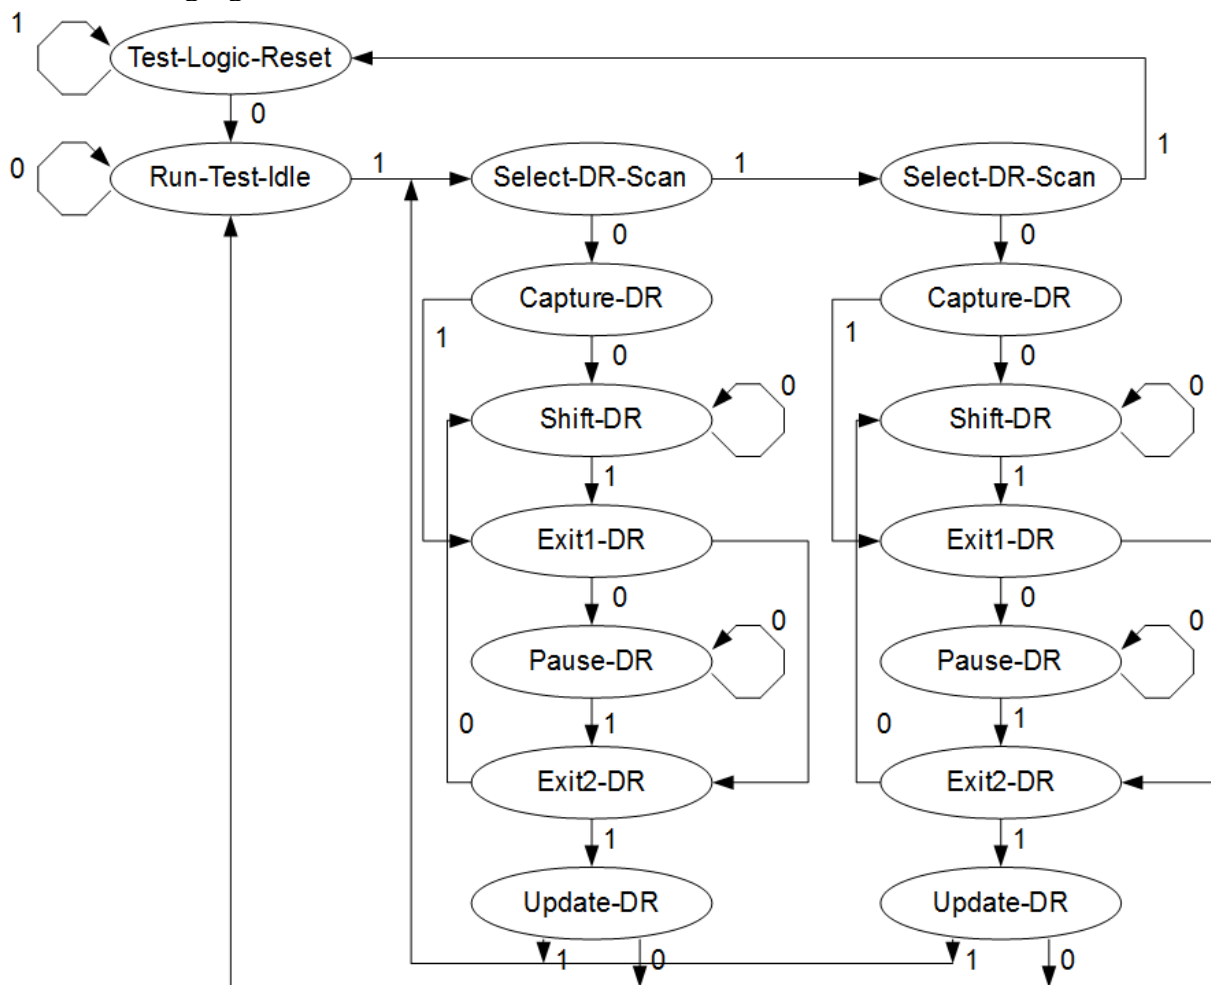 1
Test-Logic-Reset
0
0
Run-Test-Idle
1
Select-DR-Scan
1
Select-DR-Scan
1
0
0
Capture-DR
Capture-DR
1
0
1
0
Shift-DR
0
Shift-DR
0
1
1
Exit1-DR
Exit1-DR
0
0
Pause-DR
0
Pause-DR
0
0
1
0
1
Exit2-DR
Exit2-DR
1
1
Update-DR
Update-DR
1
0
1
0